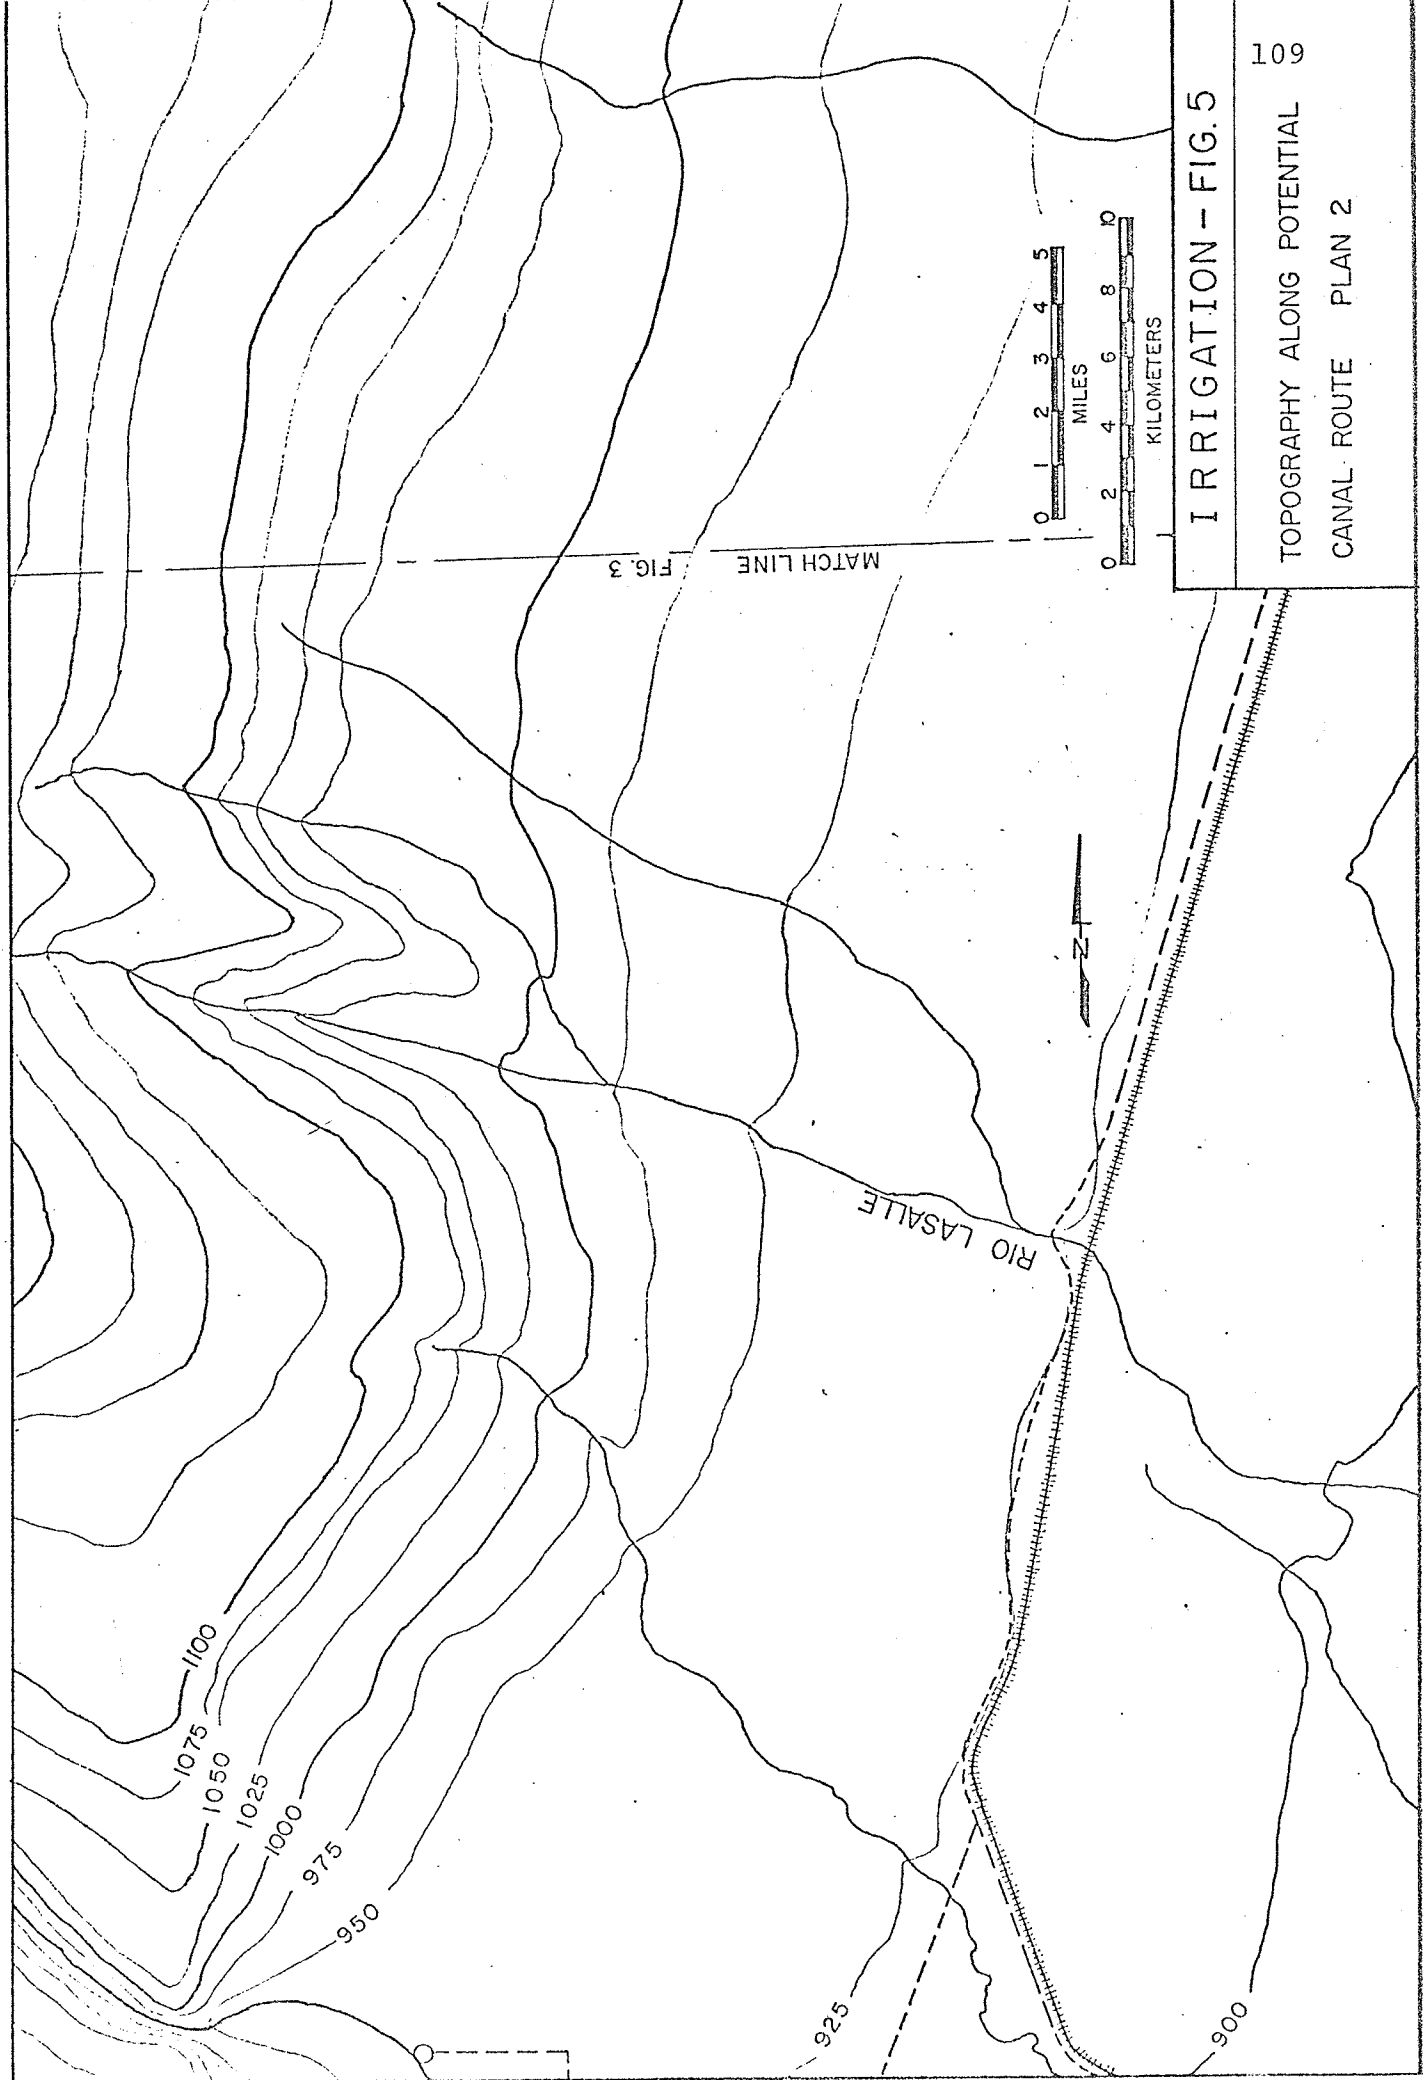 109
IRRIGATION - FIG. 5
TOPOGRAPHY ALONG POTENTIAL
CANAL ROUTE PLAN 2
0 1 2 3 4 5
MILES
0 2 4 6 8 10
KILOMETERS
MATCH LINE FIG. 3
N
RIO LASALLE
1100
1075
1050
1025
1000
975
950
925
900